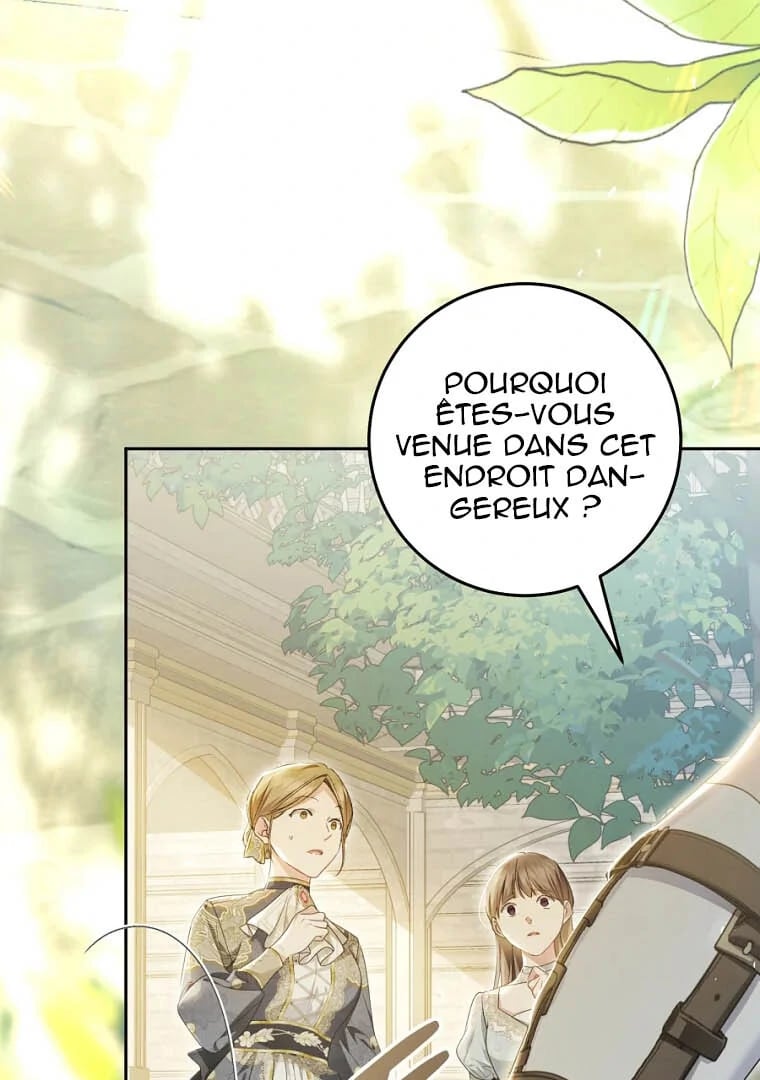 POURQUOI
ÊTES-VOUS
VENUE DANS CET
ENDROIT DAN-
GEREUX ?